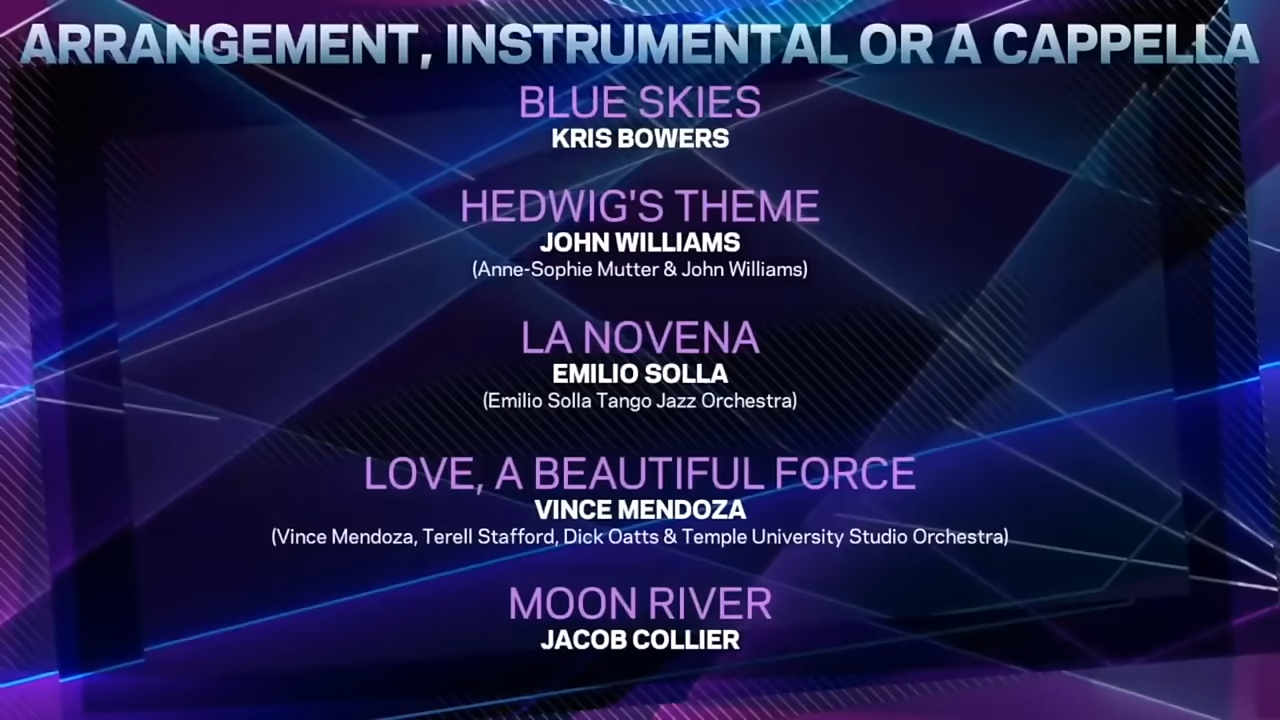 ARRANGEMENT, INSTRUMENTAL OR A CAPPELLA
BLUE SKIES
KRIS BOWERS
HEDWIG'S THEME
JOHN WILLIAMS
(Anne-Sophie Mutter & John Williams)
LA NOVENA
EMILIO SOLLA
(Emilio Solla Tango Jazz Orchestra)
LOVE, A BEAUTIFUL FORCE
VINCE MENDOZA
(Vince Mendoza, Terell Stafford, Dick Oatts & Temple University Studio Orchestra)
MOON RIVER
JACOB COLLIER